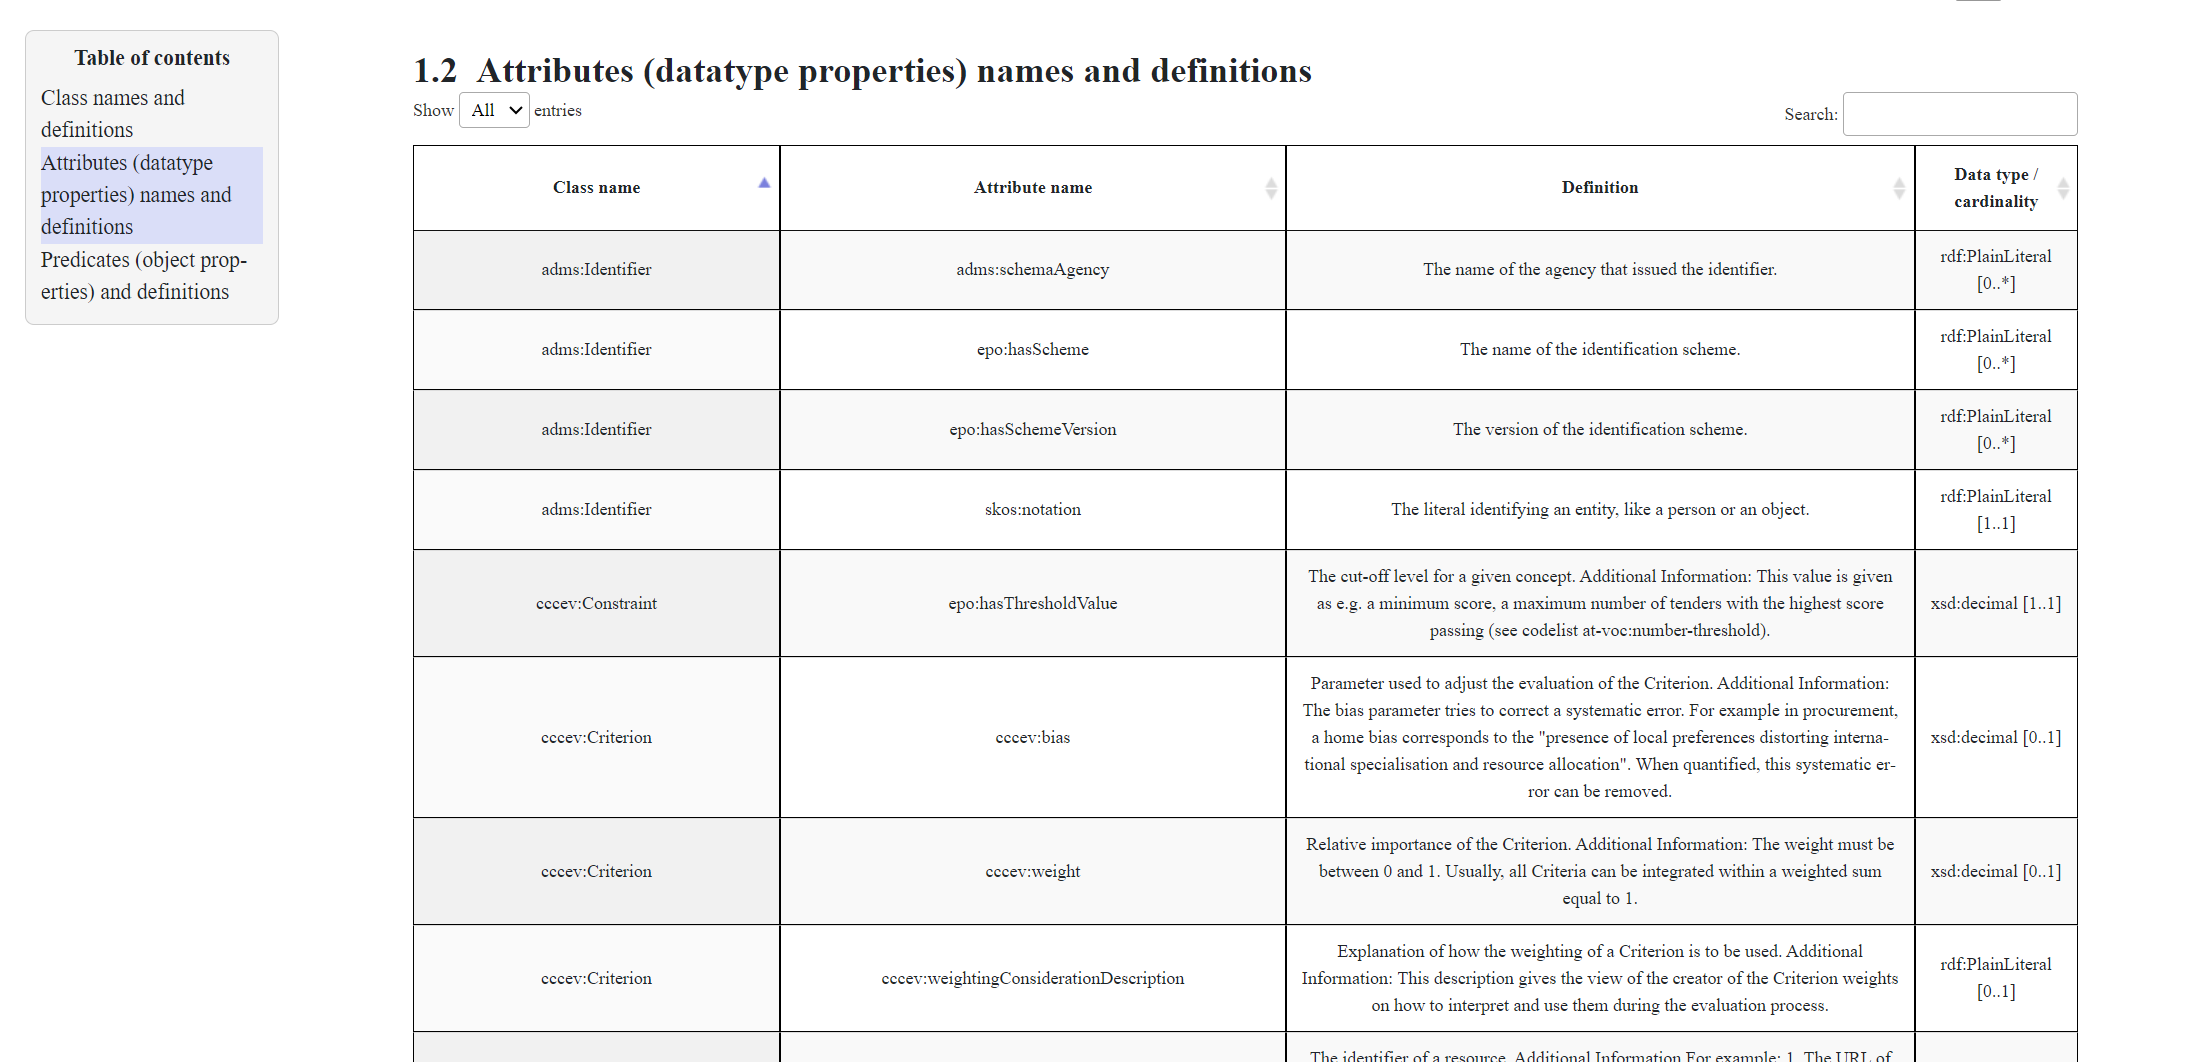 Table of contents
Class names and
definitions
Attributes (datatype
properties) names and
definitions
Predicates (object prop-
erties) and definitions
1.2 Attributes (datatype properties) names and definitions
Show All entries
Search:
Class name
Attribute name
Definition
Data type /
cardinality
adms:Identifier
adms:schemaAgency
The name of the agency that issued the identifier.
rdf:PlainLiteral
[0..*]
adms:Identifier
epo:hasScheme
The name of the identification scheme.
rdf:PlainLiteral
[0..*]
adms:Identifier
epo:hasSchemeVersion
The version of the identification scheme.
rdf:PlainLiteral
[0..*]
adms:Identifier
skos:notation
The literal identifying an entity, like a person or an object.
rdf:PlainLiteral
[1..1]
cccev:Constraint
epo:hasThresholdValue
The cut-off level for a given concept. Additional Information: This value is given
as e.g. a minimum score, a maximum number of tenders with the highest score
passing (see codelist at-voc:number-threshold).
xsd:decimal [1..1]
cccev:Criterion
cccev:bias
Parameter used to adjust the evaluation of the Criterion. Additional Information:
The bias parameter tries to correct a systematic error. For example in procurement,
a home bias corresponds to the "presence of local preferences distorting interna-
tional specialisation and resource allocation". When quantified, this systematic er-
ror can be removed.
xsd:decimal [0..1]
cccev:Criterion
cccev:weight
Relative importance of the Criterion. Additional Information: The weight must be
between 0 and 1. Usually, all Criteria can be integrated within a weighted sum
equal to 1.
xsd:decimal [0..1]
cccev:Criterion
cccev:weightingConsiderationDescription
Explanation of how the weighting of a Criterion is to be used. Additional
Information: This description gives the view of the creator of the Criterion weights
on how to interpret and use them during the evaluation process.
rdf:PlainLiteral
[0..1]
The identifier of a resource. Additional Information For example: 1. The URL of